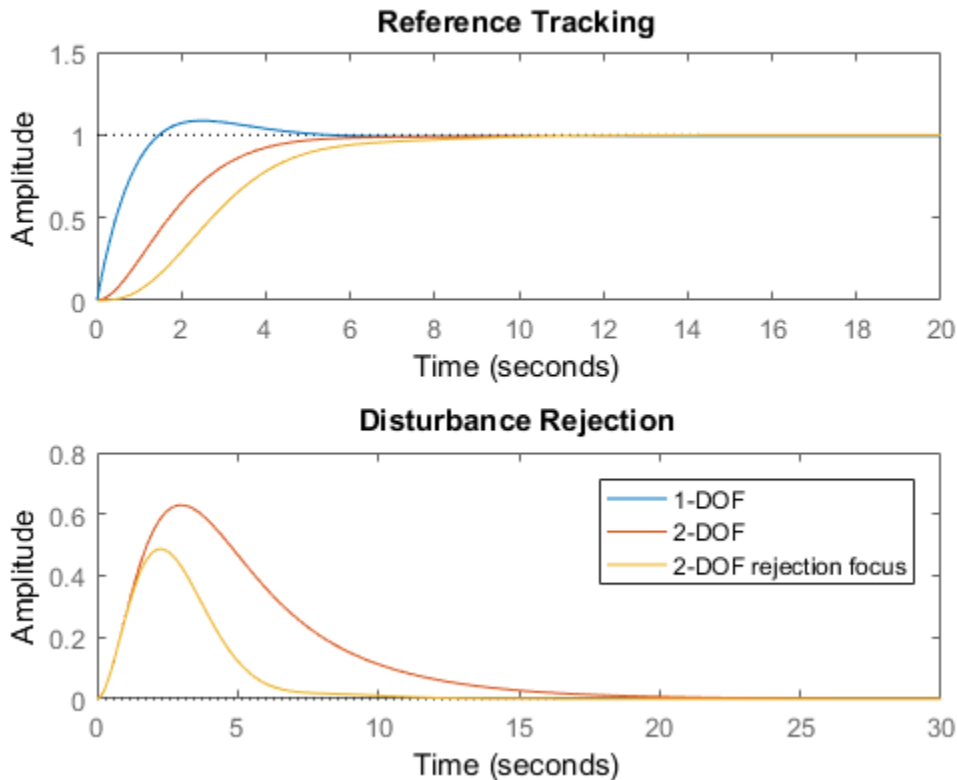 Reference Tracking
1.5
1
0.5
0
Amplitude
0 2 4 6 8 10 12 14 16 18 20
Time (seconds)
Disturbance Rejection
0.8
0.6
0.4
0.2
0
Amplitude
1-DOF
2-DOF
2-DOF rejection focus
0 5 10 15 20 25 30
Time (seconds)